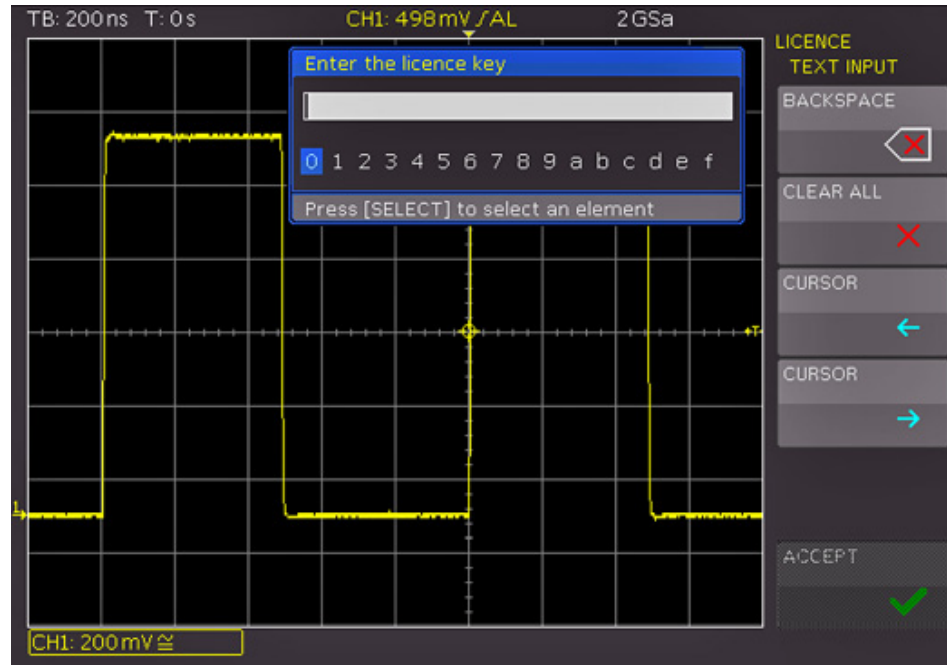 TB: 200ns T: 0s CH1: 498mV ∫AL 2GSa
LICENCE
TEXT INPUT
Enter the licence key
0 1 2 3 4 5 6 7 8 9 a b c d e f
Press [SELECT] to select an element
BACKSPACE
CLEAR ALL
CURSOR
CURSOR
ACCEPT
T
1
CH1: 200mV≅